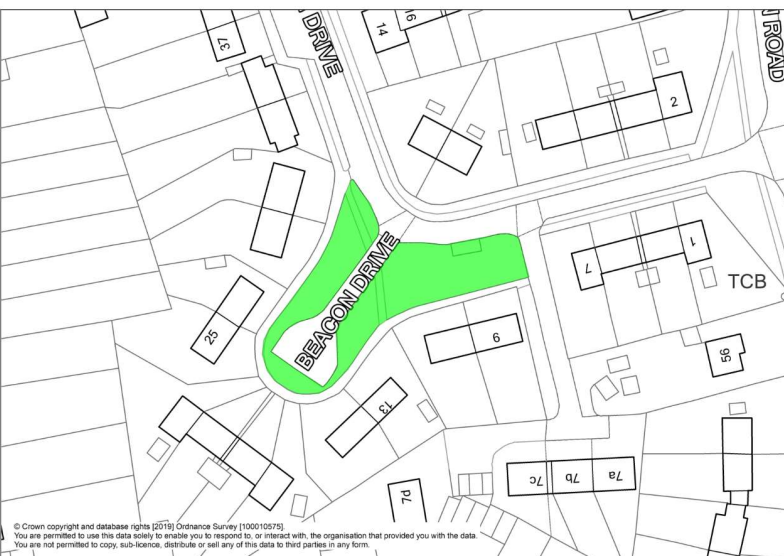 37
DRIVE
14
16
2
N ROAD
BEACON DRIVE
7
1
TCB
25
9
56
13
7d
7c
7b
7a
© Crown copyright and database rights [2019] Ordnance Survey [100010575].
You are permitted to use this data solely to enable you to respond to, or interact with, the organisation that provided you with the data.
You are not permitted to copy, sub-licence, distribute or sell any of this data to third parties in any form.